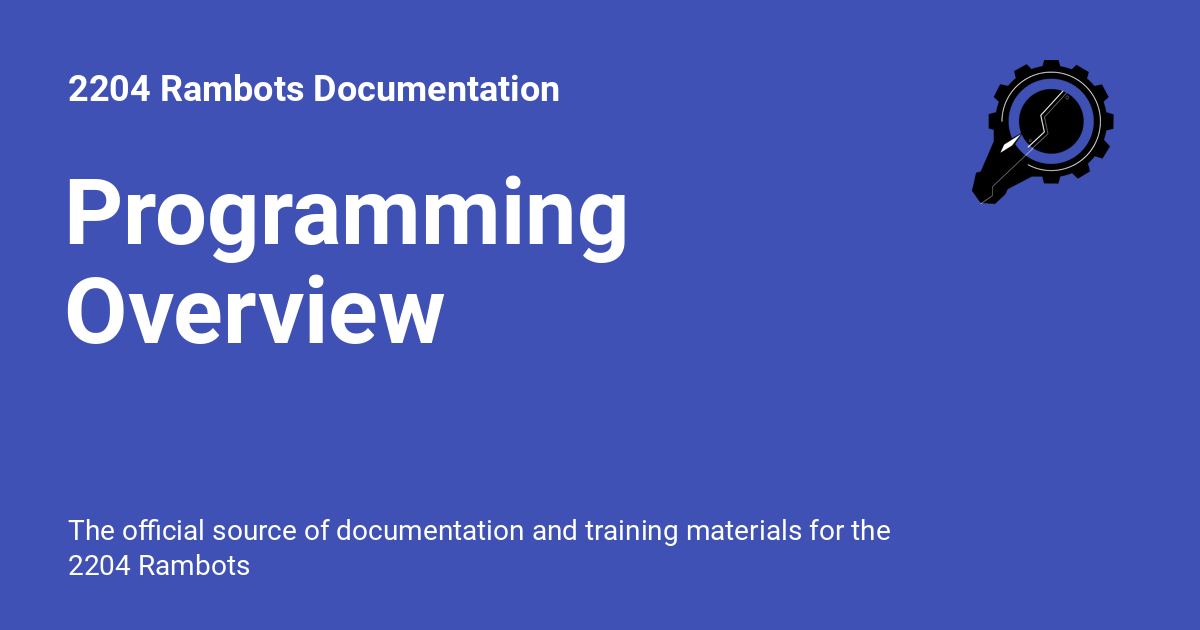 2204 Rambots Documentation
Programming
Overview
The official source of documentation and training materials for the
2204 Rambots